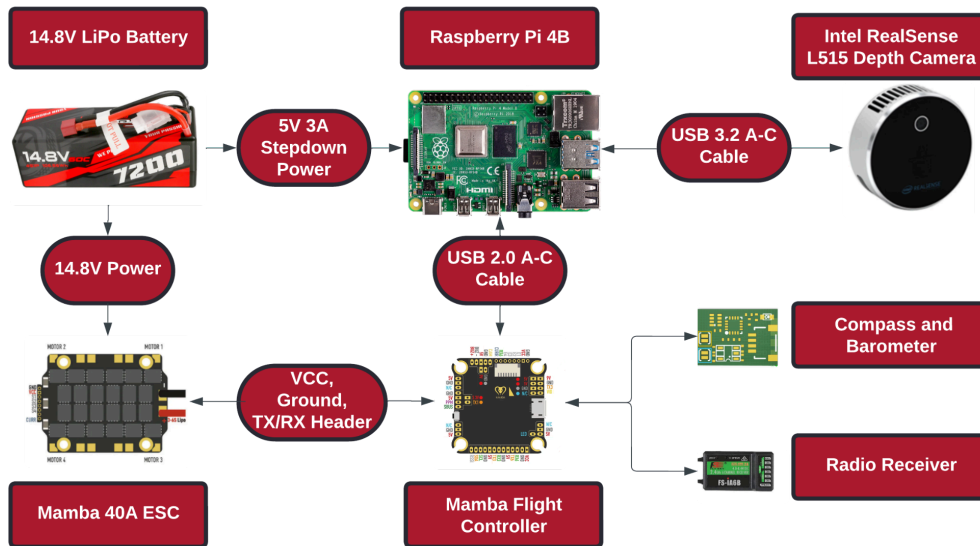 14.8V LiPo Battery
Raspberry Pi 4B
Intel RealSense
L515 Depth Camera
14.8V
7200
5V 3A
Stepdown
Power
HDMI
USB 3.2 A-C
Cable
14.8V Power
USB 2.0 A-C
Cable
MOTOR 2
MOTOR 1
MOTOR 4
MOTOR 3
VCC,
Ground,
TX/RX Header
Compass and
Barometer
FS-iA6B
Radio Receiver
Mamba 40A ESC
Mamba Flight
Controller